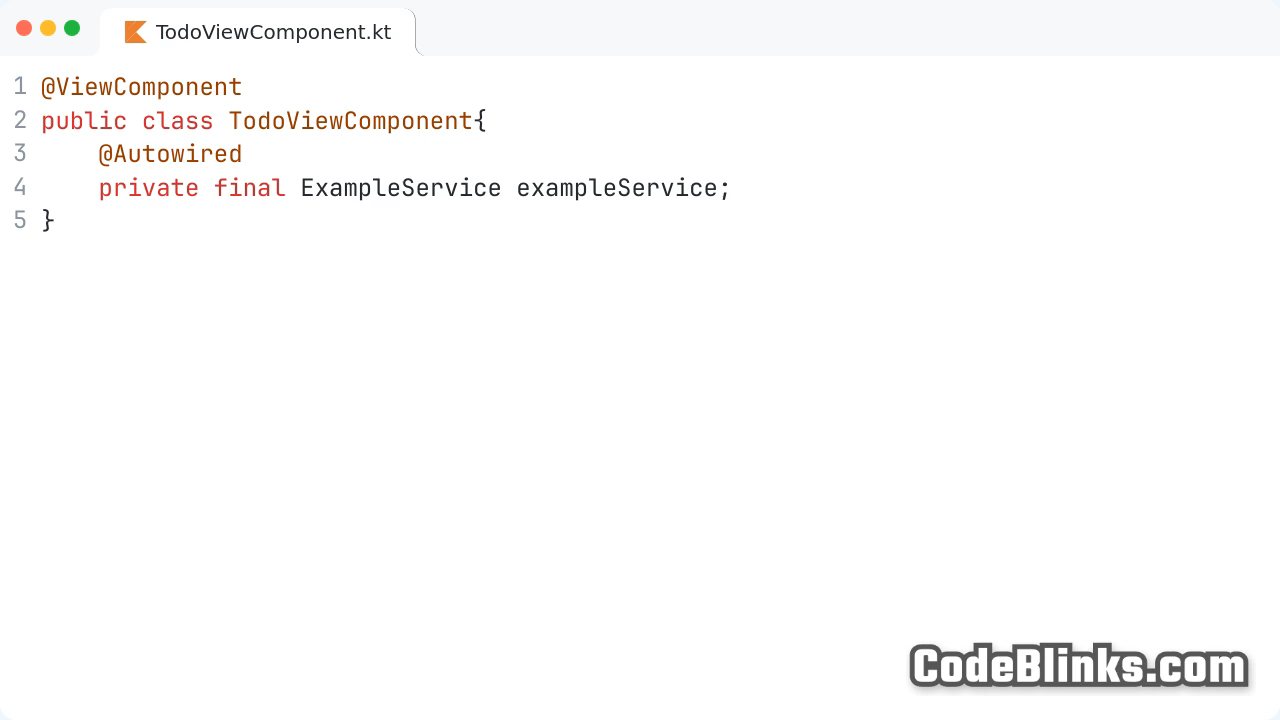 TodoViewComponent.kt
1 @ViewComponent
2 public class TodoViewComponent{
3     @Autowired
4     private final ExampleService exampleService;
5 }
CodeBlinks.com